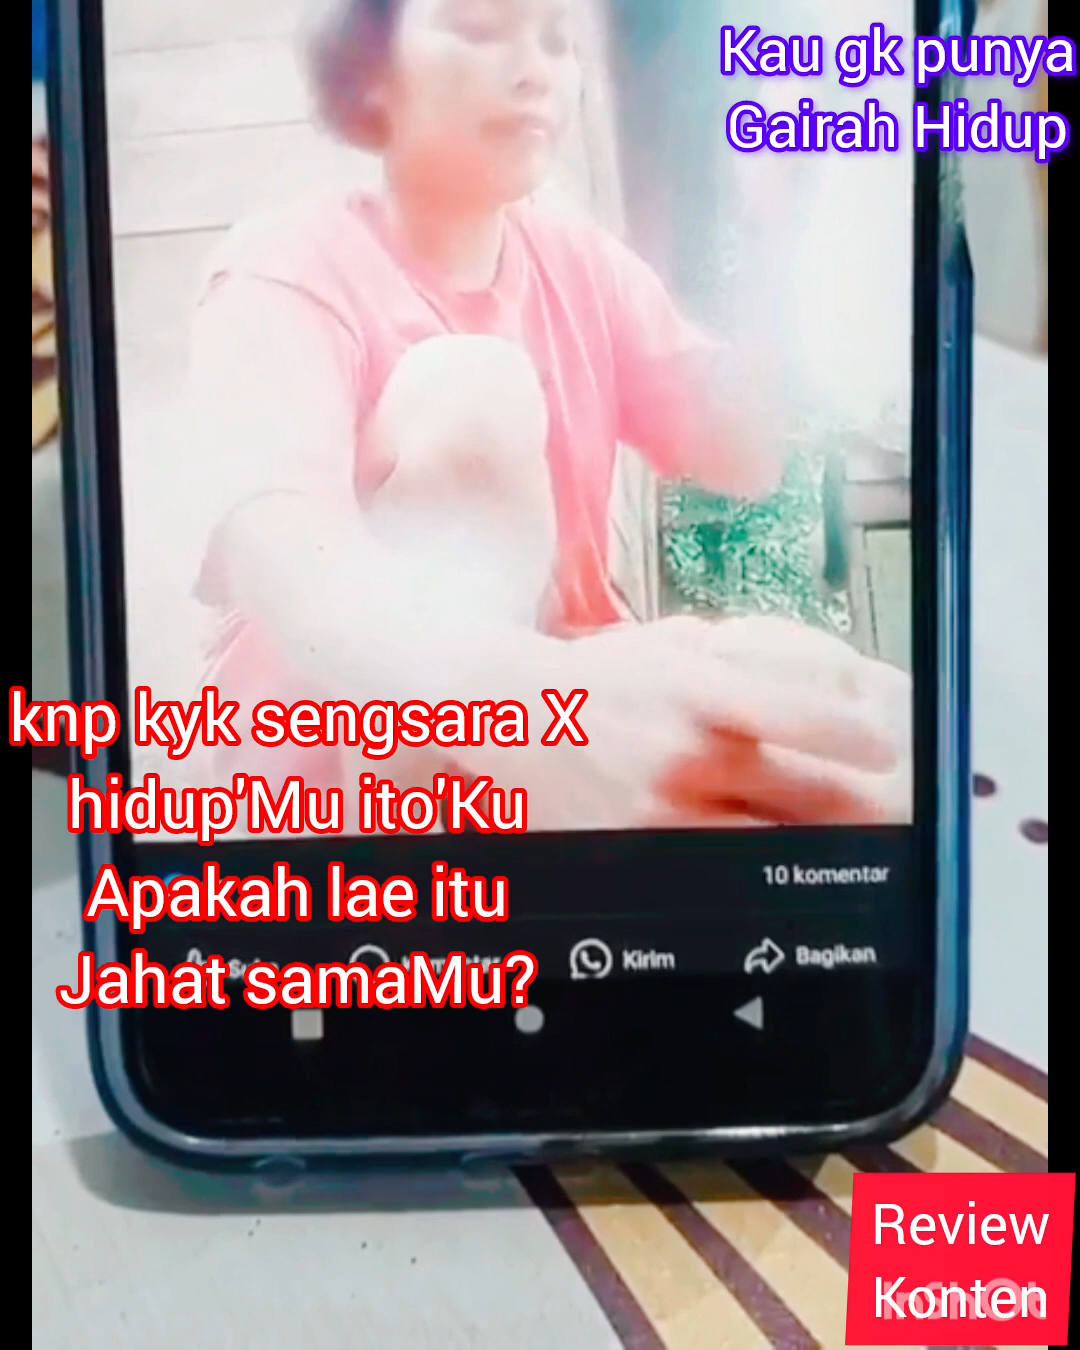 Kau gk punya
Gairah Hidup
knp kyk sengsara X
hidup'Mu ito'Ku
Apakah lae itu
Jahat samaMu?
10 komentar
Kirim
Bagikan
Review
Konten
InShOt